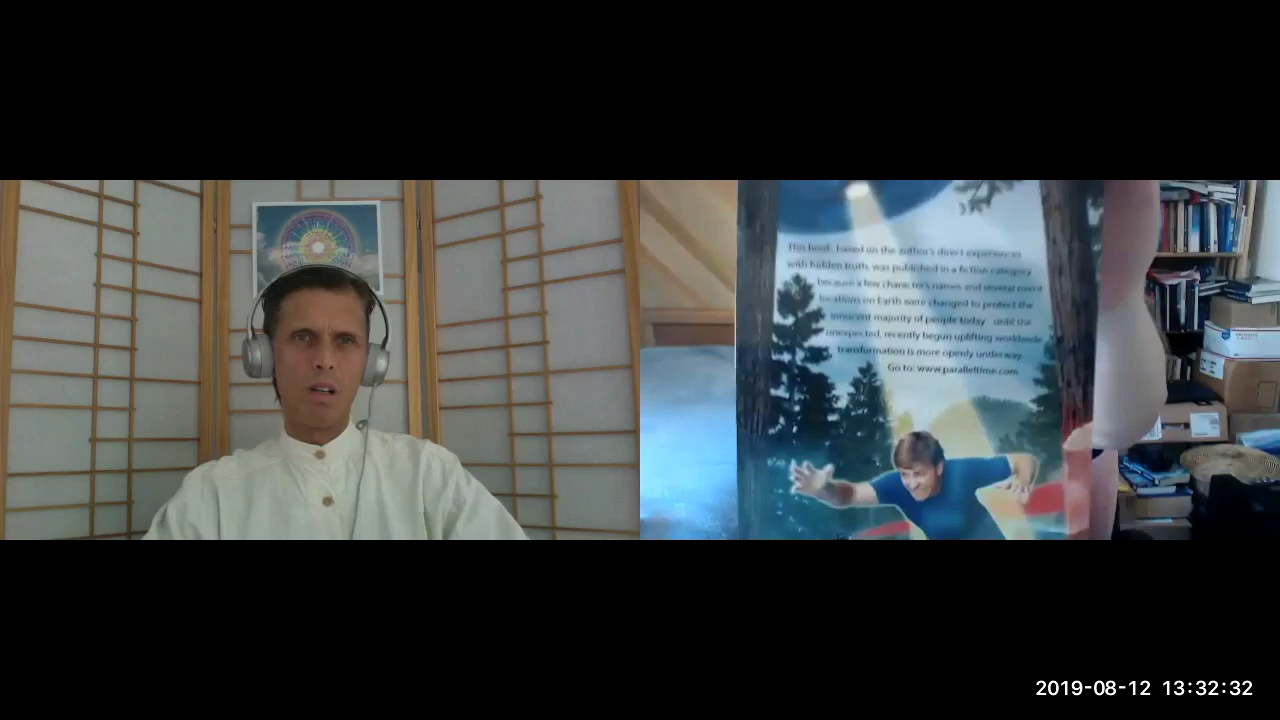 This book, based on the author's direct experiences
with hidden truth, was published in a fiction category
because a few character's names and several event
locations on Earth were changed to protect the
innocent majority of people today - until the
unexpected, recently begun uplifting worldwide
transformation is more openly underway.
Go to: www.paralleltime.com
2019-08-12 13:32:32